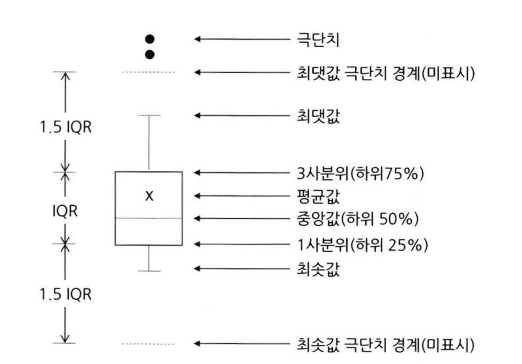 극단치
최댓값 극단치 경계(미표시)
1.5 IQR
최댓값
3사분위(하위75%)
x
평균값
IQR
중앙값(하위 50%)
1사분위(하위 25%)
최솟값
1.5 IQR
최솟값 극단치 경계(미표시)